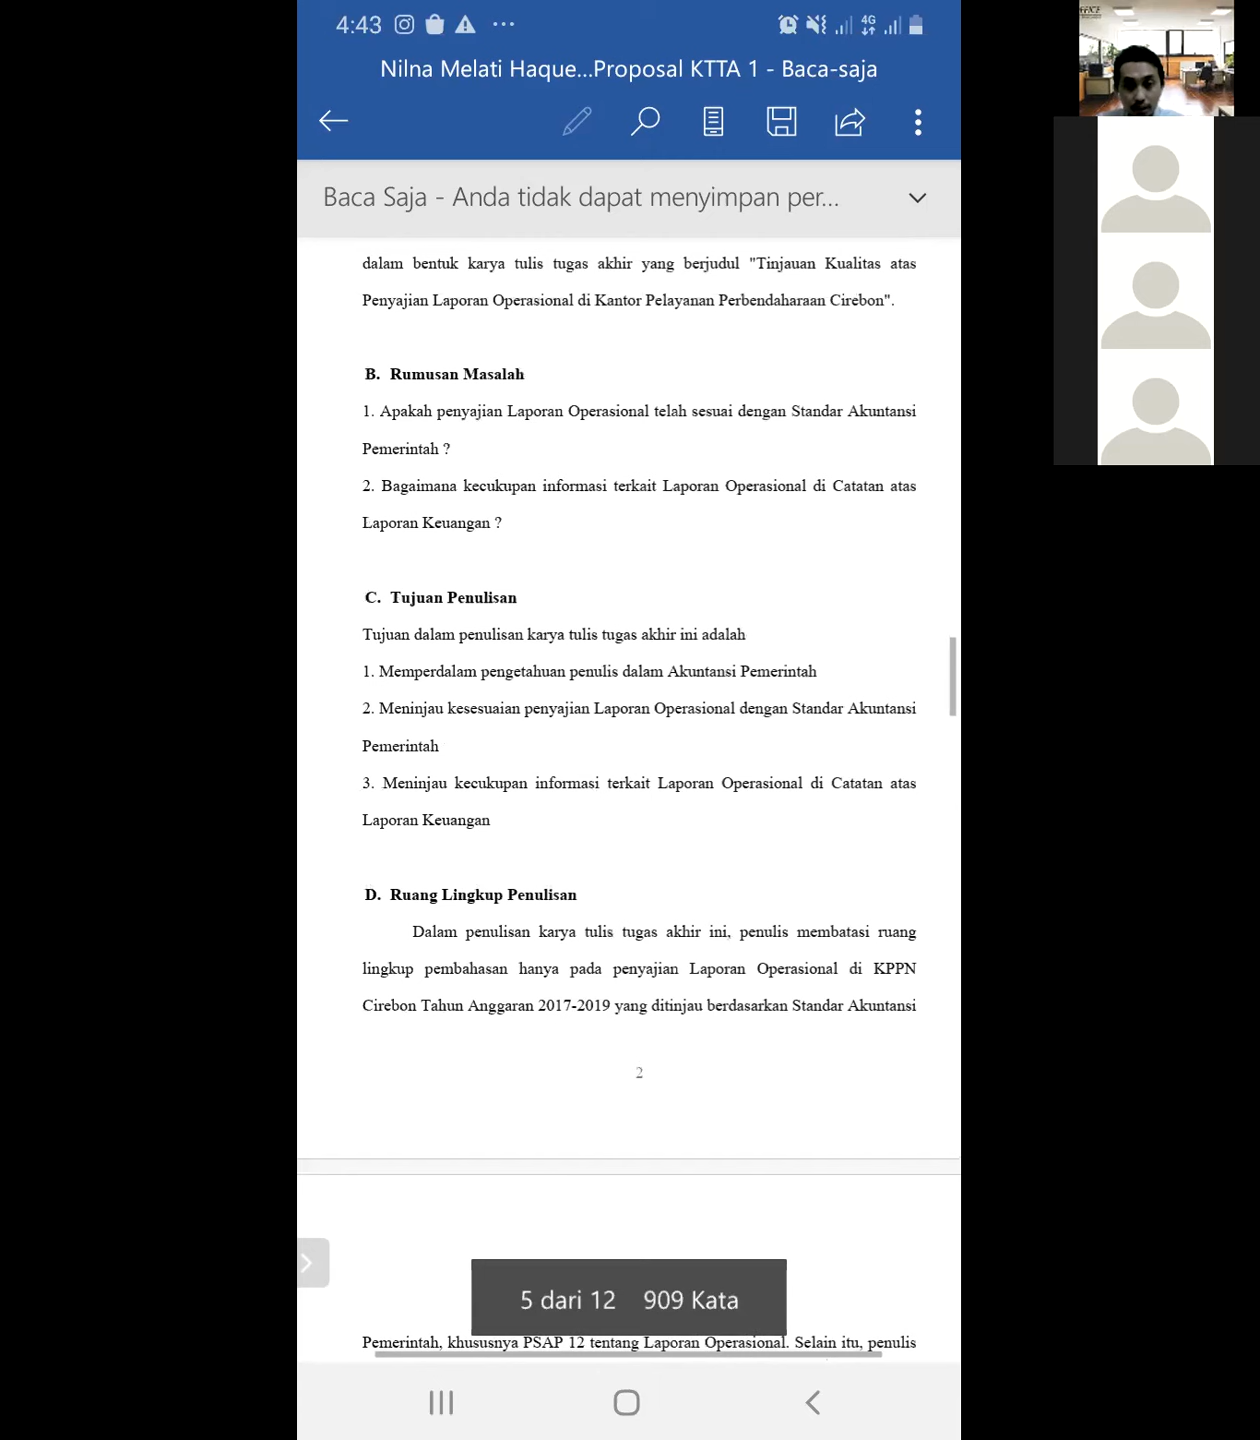 4:43
4G
Nilna Melati Haque...Proposal KTTA 1 - Baca-saja
Baca Saja - Anda tidak dapat menyimpan per...
dalam bentuk karya tulis tugas akhir yang berjudul "Tinjauan Kualitas atas
Penyajian Laporan Operasional di Kantor Pelayanan Perbendaharaan Cirebon".
B. Rumusan Masalah
1. Apakah penyajian Laporan Operasional telah sesuai dengan Standar Akuntansi
Pemerintah ?
2. Bagaimana kecukupan informasi terkait Laporan Operasional di Catatan atas
Laporan Keuangan ?
C. Tujuan Penulisan
Tujuan dalam penulisan karya tulis tugas akhir ini adalah
1. Memperdalam pengetahuan penulis dalam Akuntansi Pemerintah
2. Meninjau kesesuaian penyajian Laporan Operasional dengan Standar Akuntansi
Pemerintah
3. Meninjau kecukupan informasi terkait Laporan Operasional di Catatan atas
Laporan Keuangan
D. Ruang Lingkup Penulisan
Dalam penulisan karya tulis tugas akhir ini, penulis membatasi ruang
lingkup pembahasan hanya pada penyajian Laporan Operasional di KPPN
Cirebon Tahun Anggaran 2017-2019 yang ditinjau berdasarkan Standar Akuntansi
2
5 dari 12 909 Kata
Pemerintah, khususnya PSAP 12 tentang Laporan Operasional. Selain itu, penulis